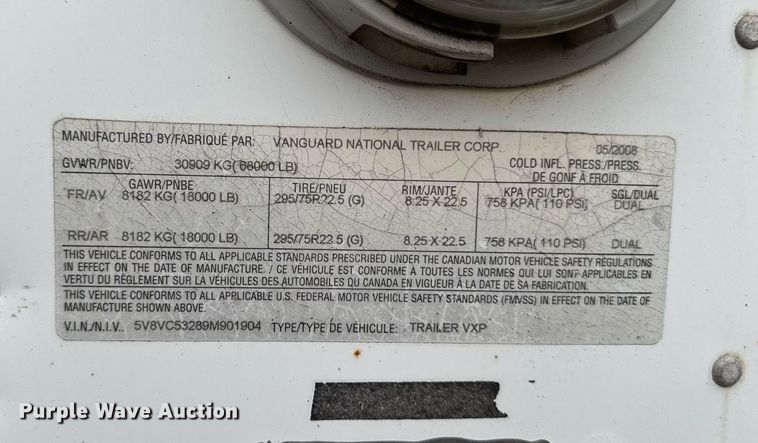 MANUFACTURED BY/FABRIQUÉ PAR: VANGUARD NATIONAL TRAILER CORP. 05/2008
GVWR/PNBV: 30909 KG( 68000 LB) COLD INFL. PRESS./PRESS. DE GONF À FROID
GAWR/PNBE TIRE/PNEU RIM/JANTE KPA (PSI/LPC) SGL/DUAL
FR/AV 8182 KG( 18000 LB) 295/75R22.5 (G) 8.25 X 22.5 758 KPA( 110 PSI) DUAL
RR/AR 8182 KG( 18000 LB) 295/75R22.5 (G) 8.25 X 22.5 758 KPA( 110 PSI) DUAL
THIS VEHICLE CONFORMS TO ALL APPLICABLE STANDARDS PRESCRIBED UNDER THE CANADIAN MOTOR VEHICLE SAFETY REGULATIONS
IN EFFECT ON THE DATE OF MANUFACTURE. / CE VÉHICULE EST CONFORME À TOUTES LES NORMES QUI LUI SONT APPLICABLES EN
VERTU DU RÈGLEMENT SUR LA SÉCURITÉ DES VÉHICULES AUTOMOBILES DU CANADA EN VIGUEUR À LA DATE DE SA FABRICATION.
THIS VEHICLE CONFORMS TO ALL APPLICABLE U.S. FEDERAL MOTOR VEHICLE SAFETY STANDARDS (FMVSS) IN EFFECT ON THE DATE OF
MANUFACTURE SHOWN ABOVE.
V.I.N./N.I.V.. 5V8VC53289M901904 TYPE/TYPE DE VÉHICULE: TRAILER VXP
Purple Wave Auction